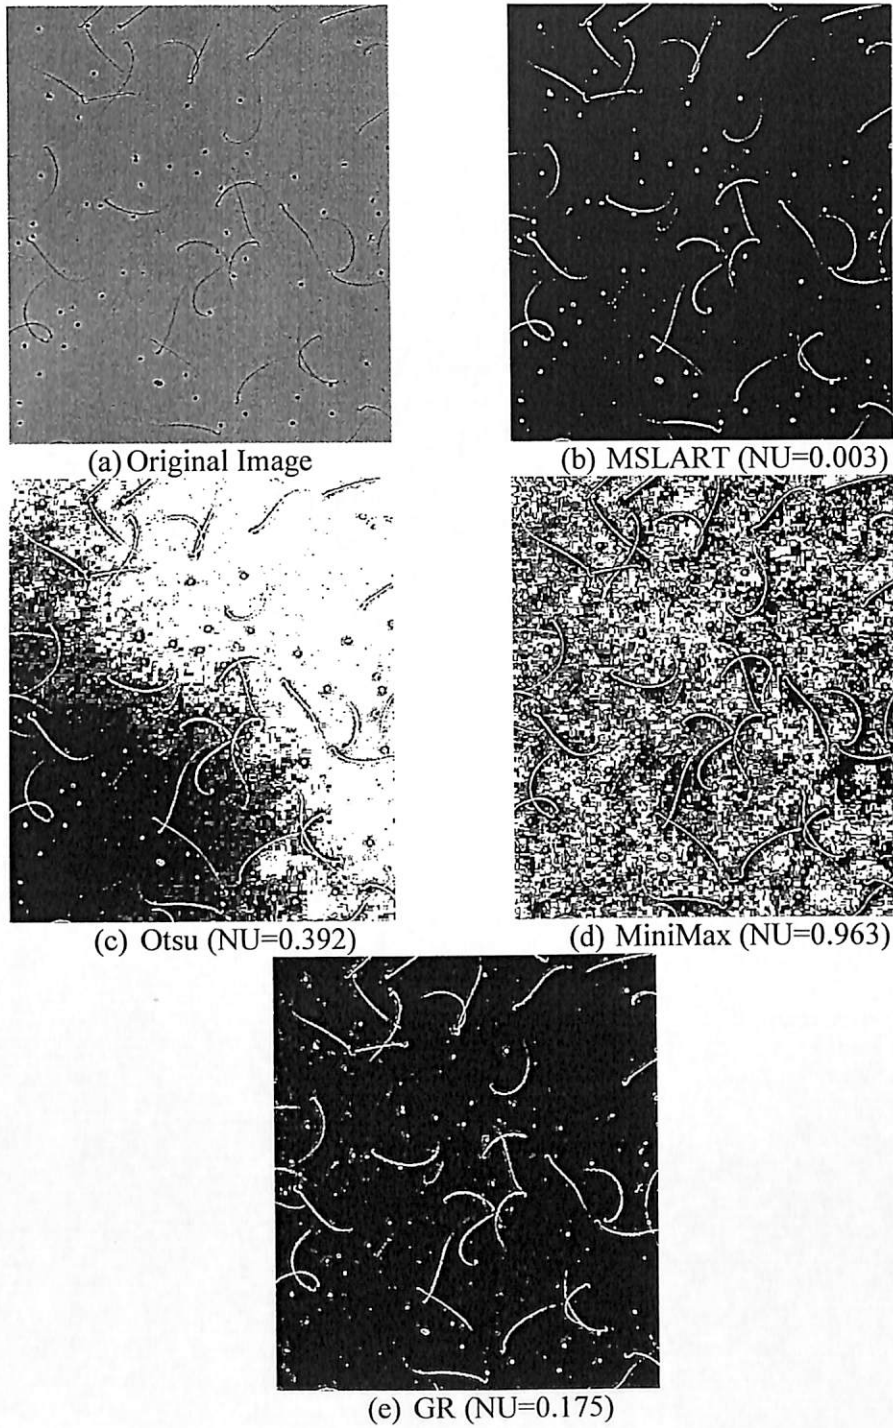 (a) Original Image
(b) MSLART (NU=0.003)
(c) Otsu (NU=0.392)
(d) MiniMax (NU=0.963)
(e) GR (NU=0.175)